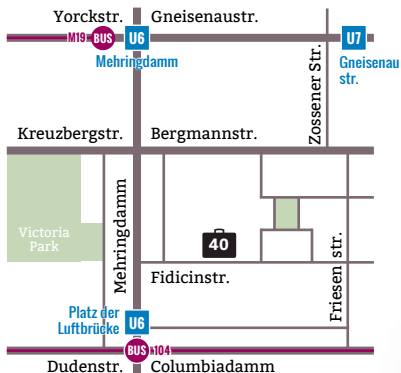 Yorckstr.
Gneisenaustr.
M19 BUS
U6
U7
Mehringdamm
Gneisenau
str.
Zossener Str.
Kreuzbergstr.
Bergmannstr.
Mehringdamm
Victoria
Park
40
Friesen str.
Fidicinstr.
Platz der
Luftbrücke
U6
BUS 104
Dudenstr.
Columbiadamm